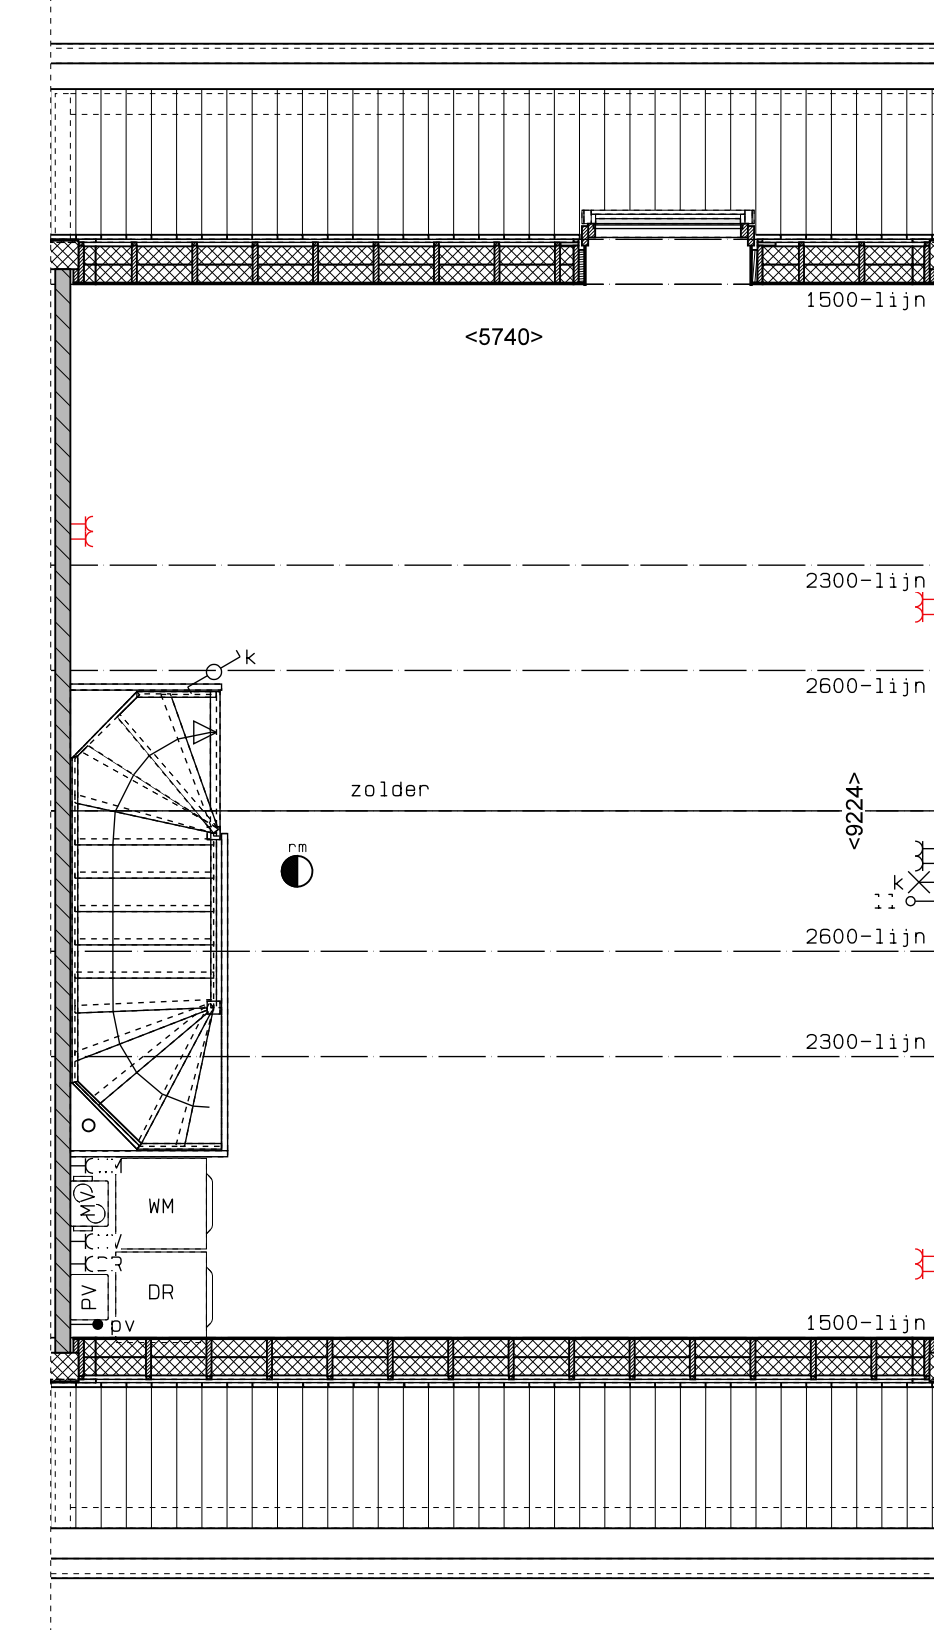 1500-lijn
<5740>
2300-lijn
k
2600-lijn
zolder
<9224>
rm
k
2600-lijn
2300-lijn
MV
WM
PV
DR
pv
1500-lijn